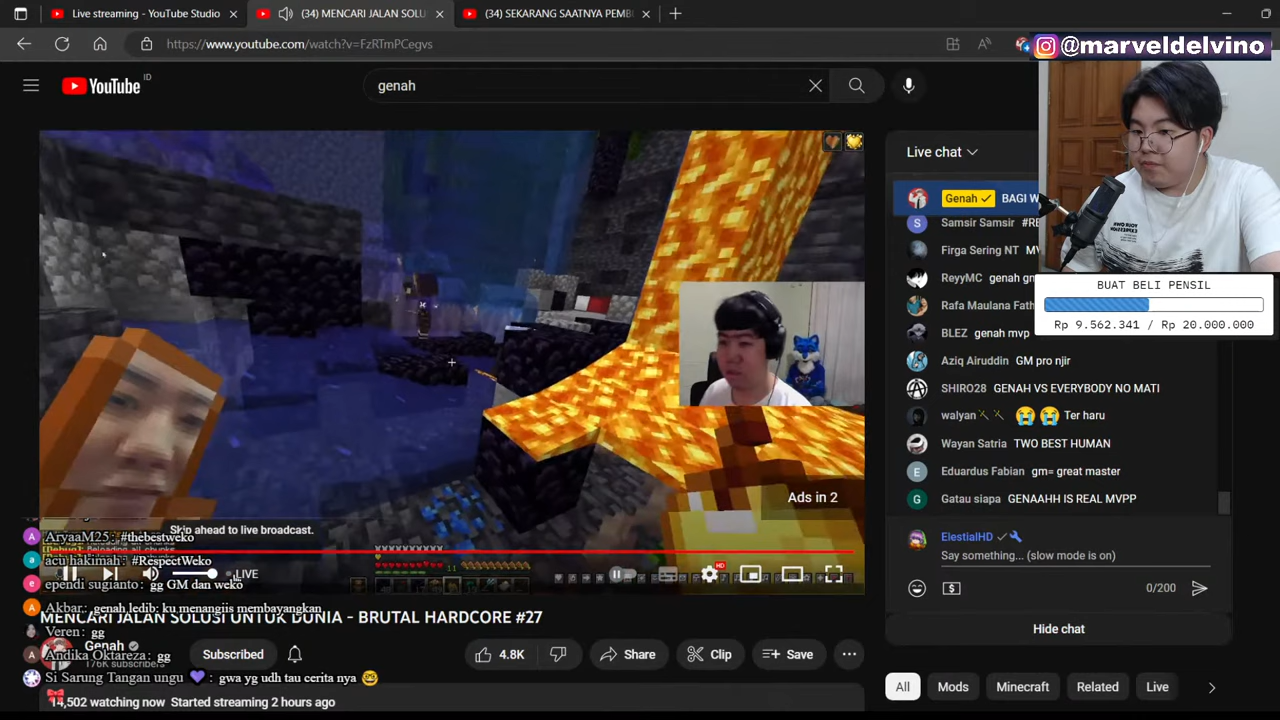 Live streaming - YouTube Studio
(34) MENCARI JALAN SOLU
(34) SEKARANG SAATNYA PEMB
https://www.youtube.com/watch?v=FzRTmPCegvs
@marveldelvino
YouTube
ID
genah
Live chat
Genah BAGI W
Samsir Samsir #RE
Firga Sering NT MV
ReyyMC genah gm
Rafa Maulana Fath
BLEZ genah mvp
Aziq Airuddin GM pro njir
SHIRO28 GENAH VS EVERYBODY NO MATI
walyan Ter haru
Wayan Satria TWO BEST HUMAN
Eduardus Fabian gm= great master
Gatau siapa GENAAHH IS REAL MVPP
BUAT BELI PENSIL
Rp 9.562.341 / Rp 20.000.000
ElestialHD
Say something... (slow mode is on)
0/200
Hide chat
Ads in 2
Skip ahead to live broadcast.
LIVE
HD
AryaaM25: #thebestweko
acu hakimah: #RespectWeko
ependi sugianto: gg GM dan weko
Akbar.: genah ledib: ku menangiis membayangkan
Veren: gg
Andika Oktareza: gg
Si Sarung Tangan ungu : gwa yg udh tau cerita nya
MENCARI JALAN SOLUSI UNTUK DUNIA - BRUTAL HARDCORE #27
Genah
176K subscribers
Subscribed
4.8K
Share
Clip
Save
14,502 watching now Started streaming 2 hours ago
All
Mods
Minecraft
Related
Live